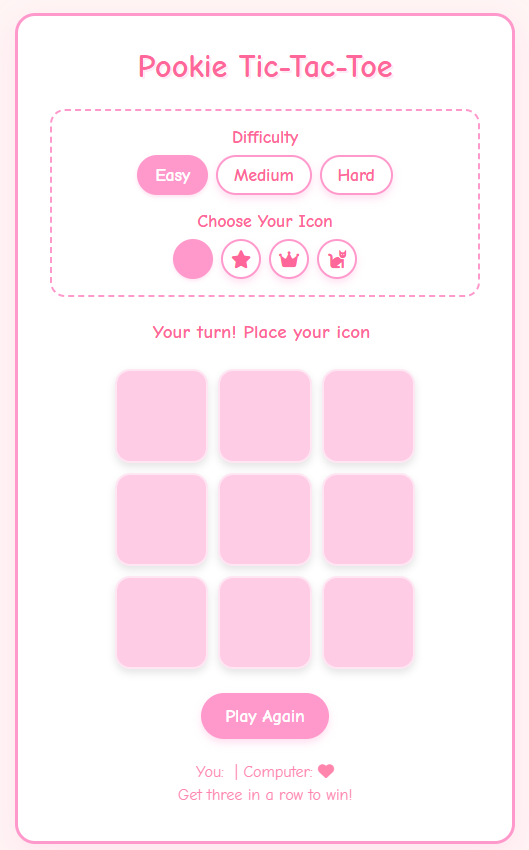 Pookie Tic-Tac-Toe
Difficulty
Easy Medium Hard
Choose Your Icon
Your turn! Place your icon
Play Again
You: | Computer:
Get three in a row to win!